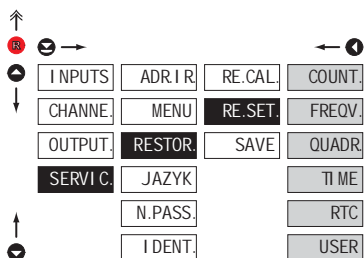 R
INPUTS ADR.IR. RE.CAL. COUNT.
CHANNE. MENU RE.SET. FREQV.
OUTPUT. RESTOR. SAVE QUADR.
SERVIC. JAZYK TIME
N.PASS. RTC
IDENT. USER